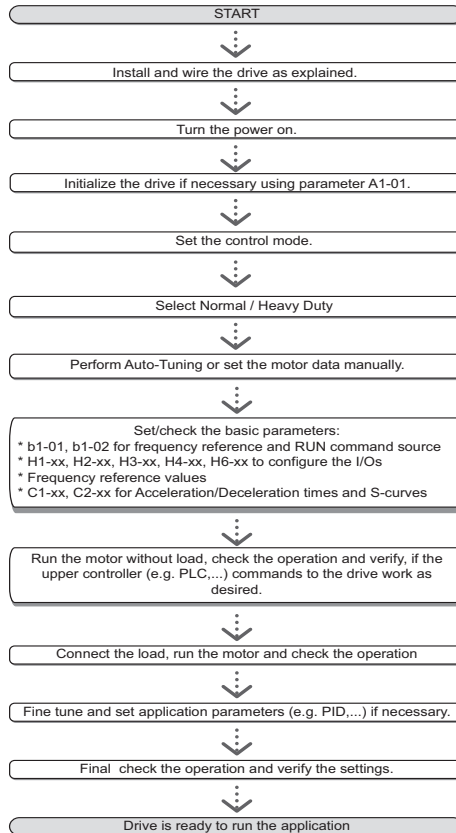 START
Install and wire the drive as explained.
Turn the power on.
Initialize the drive if necessary using parameter A1-01.
Set the control mode.
Select Normal / Heavy Duty
Perform Auto-Tuning or set the motor data manually.
Set/check the basic parameters:
* b1-01, b1-02 for frequency reference and RUN command source
* H1-xx, H2-xx, H3-xx, H4-xx, H6-xx to configure the I/Os
* Frequency reference values
* C1-xx, C2-xx for Acceleration/Deceleration times and S-curves
Run the motor without load, check the operation and verify, if the
upper controller (e.g. PLC,...) commands to the drive work as
desired.
Connect the load, run the motor and check the operation
Fine tune and set application parameters (e.g. PID,...) if necessary.
Final check the operation and verify the settings.
Drive is ready to run the application